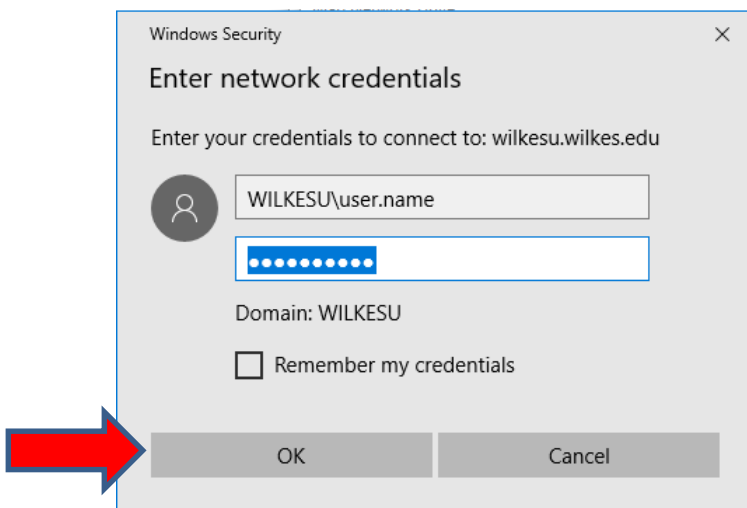 Windows Security
Enter network credentials
Enter your credentials to connect to: wilkesu.wilkes.edu
WILKESU\user.name
••••••••••
Domain: WILKESU
Remember my credentials
OK Cancel